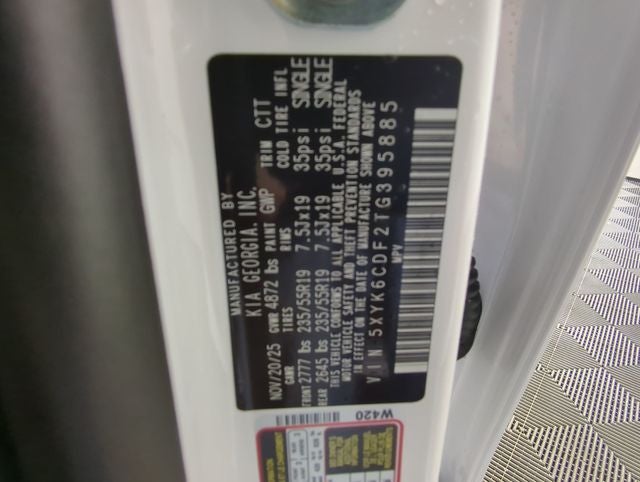 MANUFACTURED BY
KIA GEORGIA, INC.
NOV/20/25 GVWR 4872 lbs PAINT GWP TRIM CTT
GAWR TIRES RIMS COLD TIRE INFL
FRONT 2777 lbs 235/55R19 7.5Jx19 35psi SINGLE
REAR 2645 lbs 235/55R19 7.5Jx19 35psi SINGLE
THIS VEHICLE CONFORMS TO ALL APPLICABLE U.S.A. FEDERAL
MOTOR VEHICLE SAFETY AND THEFT PREVENTION STANDARDS
IN EFFECT ON THE DATE OF MANUFACTURE SHOWN ABOVE
VIN 5XYK6CDF2TG395885
MPV
W420